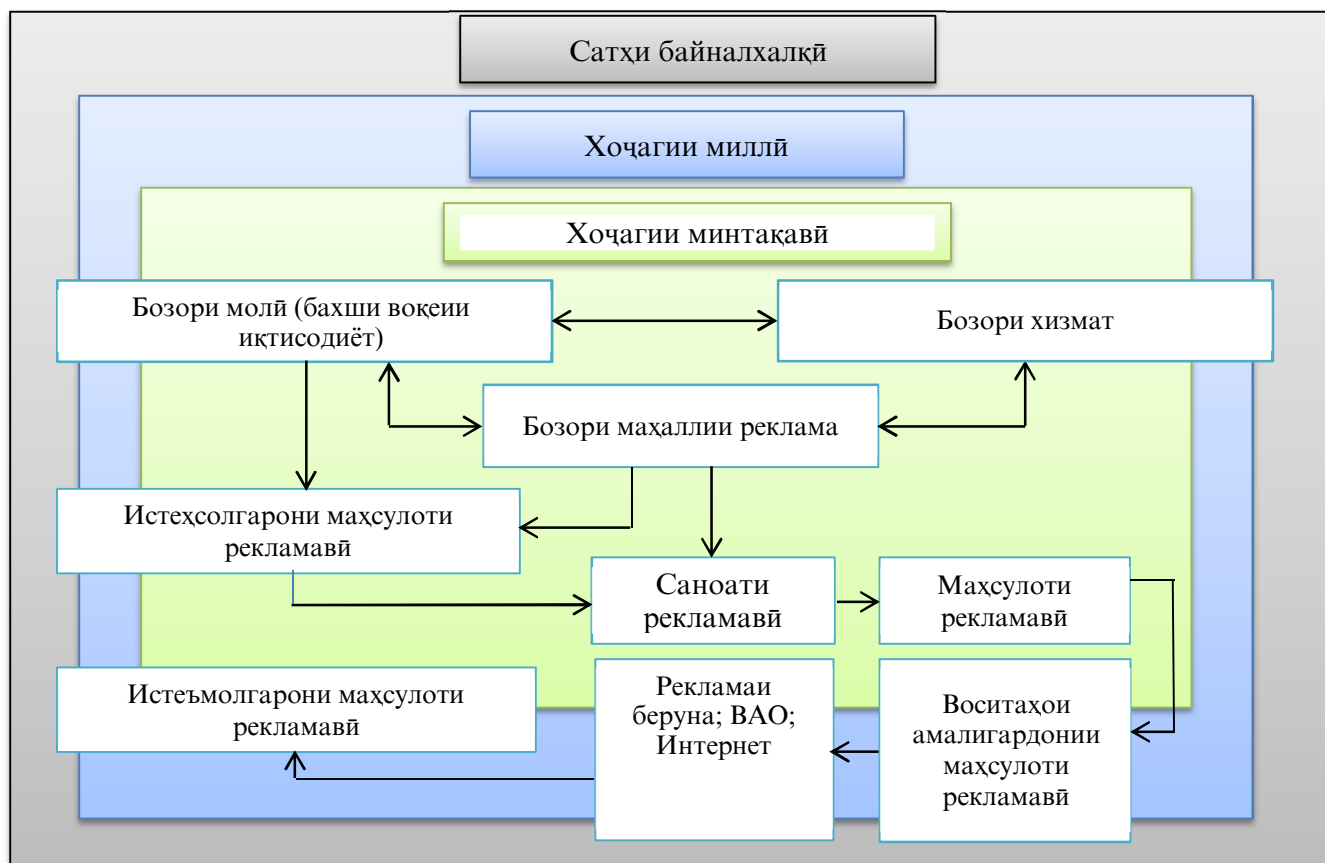 Сатҳи байналхалқӣ
Хоҷагии миллӣ
Хоҷагии минтақавӣ
Бозори молӣ (бахши воқеии
иқтисодиёт)
Бозори хизмат
Бозори маҳаллии реклама
Истеҳсолгарони маҳсулоти
рекламавӣ
Саноати
рекламавӣ
Маҳсулоти
рекламавӣ
Истеъмолгарони маҳсулоти
рекламавӣ
Рекламаи
беруна; ВАО;
Интернет
Воситаҳои
амалигардонии
маҳсулоти
рекламавӣ